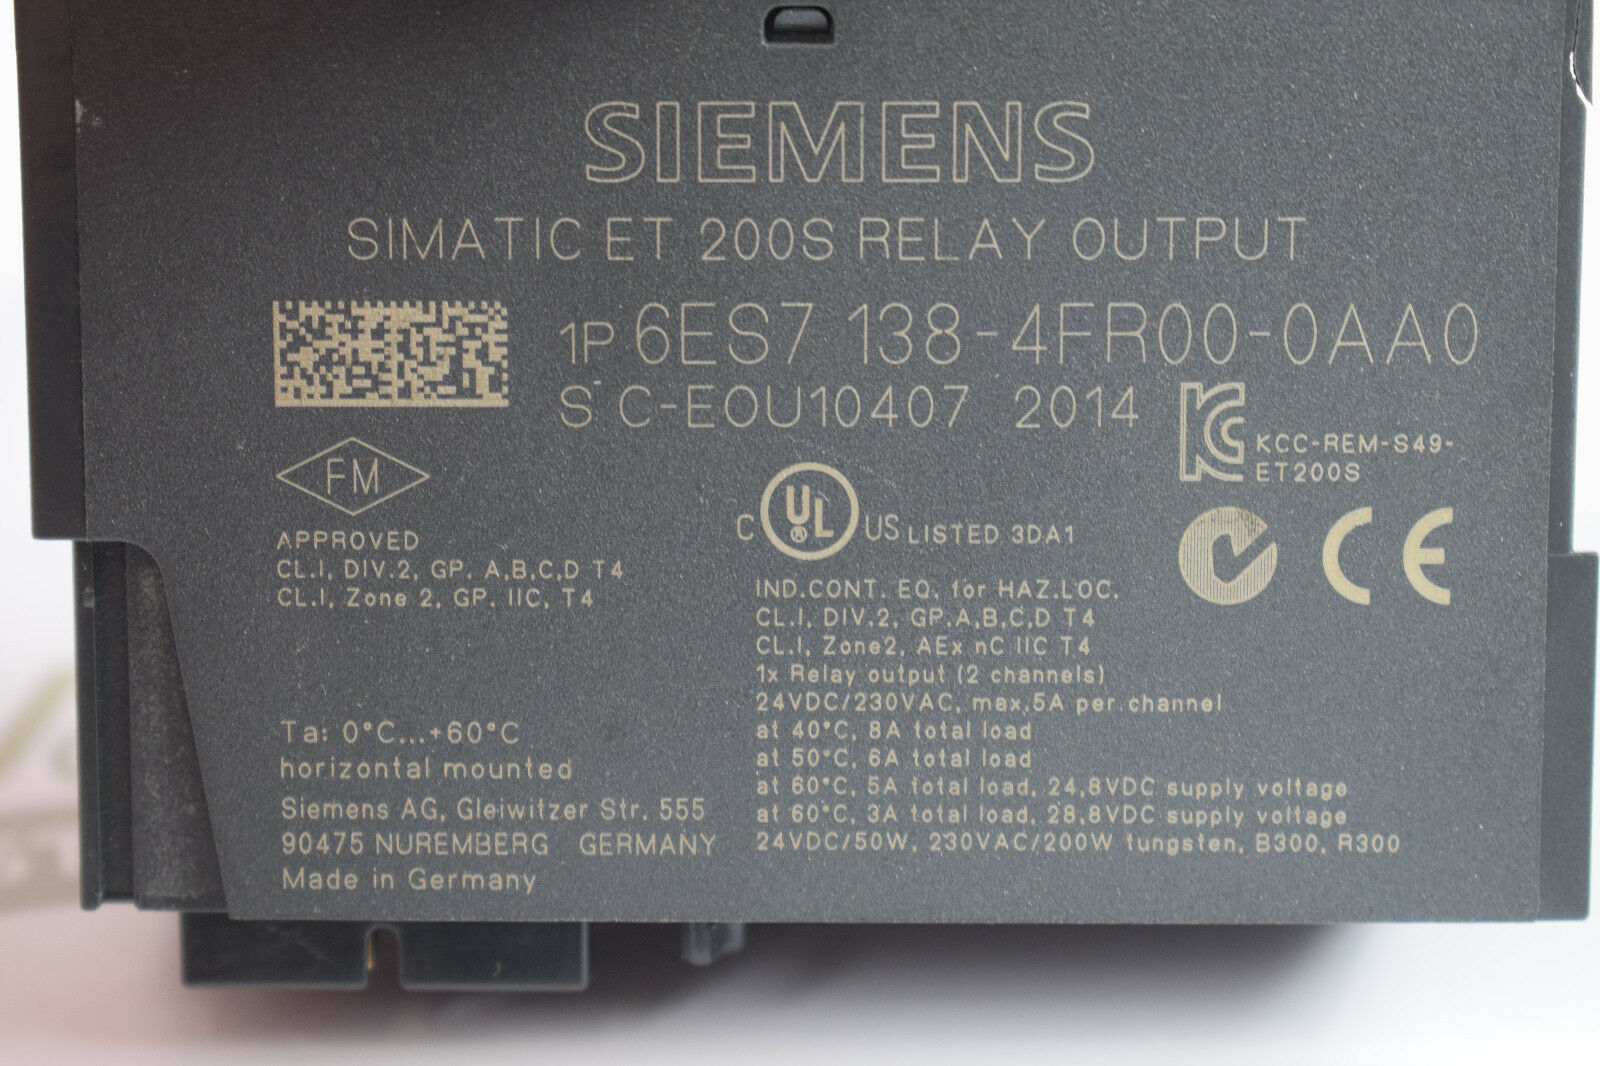 SIEMENS
SIMATIC ET 200S RELAY OUTPUT
1P 6ES7 138-4FR00-0AA0
S C-EOU10407 2014
KCC-REM-S49-
ET200S
FM
APPROVED
CL.I, DIV.2, GP. A,B,C,D T4
CL.I, Zone 2, GP. IIC, T4
C UL ® US LISTED 3DA1
CE
IND.CONT. EQ. for HAZ.LOC.
CL.I, DIV.2, GP.A,B,C,D T4
CL.I, Zone2, AEx nC IIC T4
1x Relay output (2 channels)
24VDC/230VAC, max.5A per channel
at 40°C, 8A total load
at 50°C, 6A total load
at 60°C, 5A total load, 24,8VDC supply voltage
at 60°C, 3A total load, 28,8VDC supply voltage
24VDC/50W, 230VAC/200W tungsten, B300, R300
Ta: 0°C...+60°C
horizontal mounted
Siemens AG, Gleiwitzer Str. 555
90475 NUREMBERG GERMANY
Made in Germany